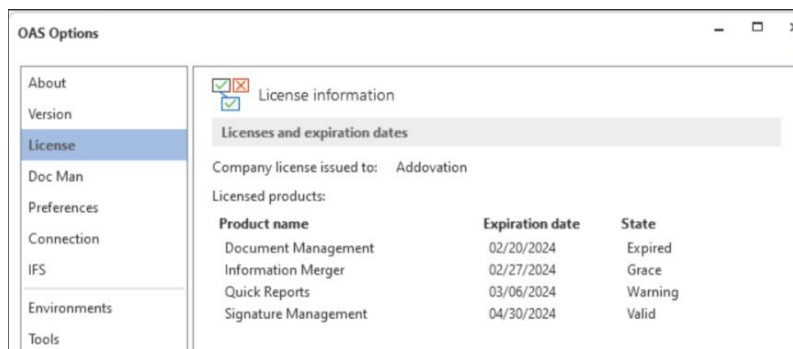 OAS Options
About
Version
License
Doc Man
Preferences
Connection
IFS
Environments
Tools
License information
Licenses and expiration dates
Company license issued to: Addovation
Licensed products:
Product name Expiration date State
Document Management 02/20/2024 Expired
Information Merger 02/27/2024 Grace
Quick Reports 03/06/2024 Warning
Signature Management 04/30/2024 Valid